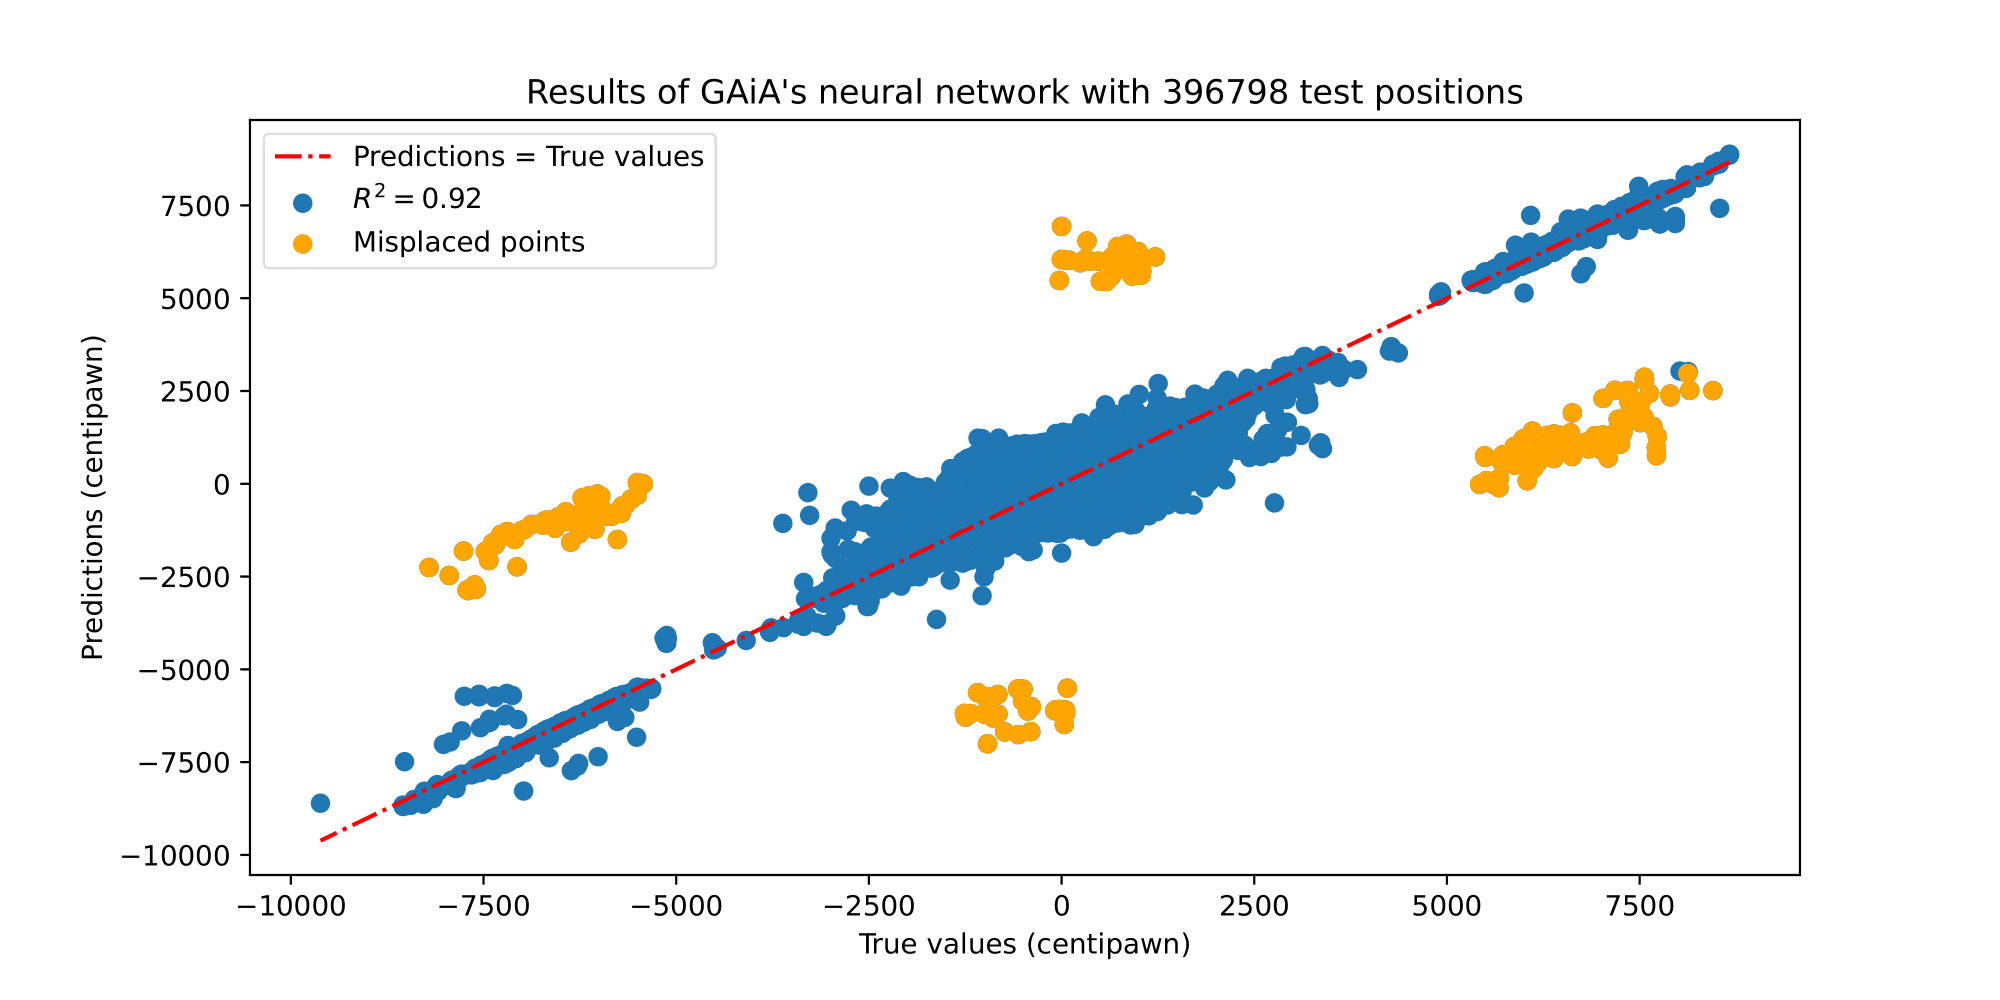 Results of GAiA's neural network with 396798 test positions
Predictions = True values
R² = 0.92
Misplaced points
Predictions (centipawn)
7500
5000
2500
0
−2500
−5000
−7500
−10000
−10000 −7500 −5000 −2500 0 2500 5000 7500
True values (centipawn)